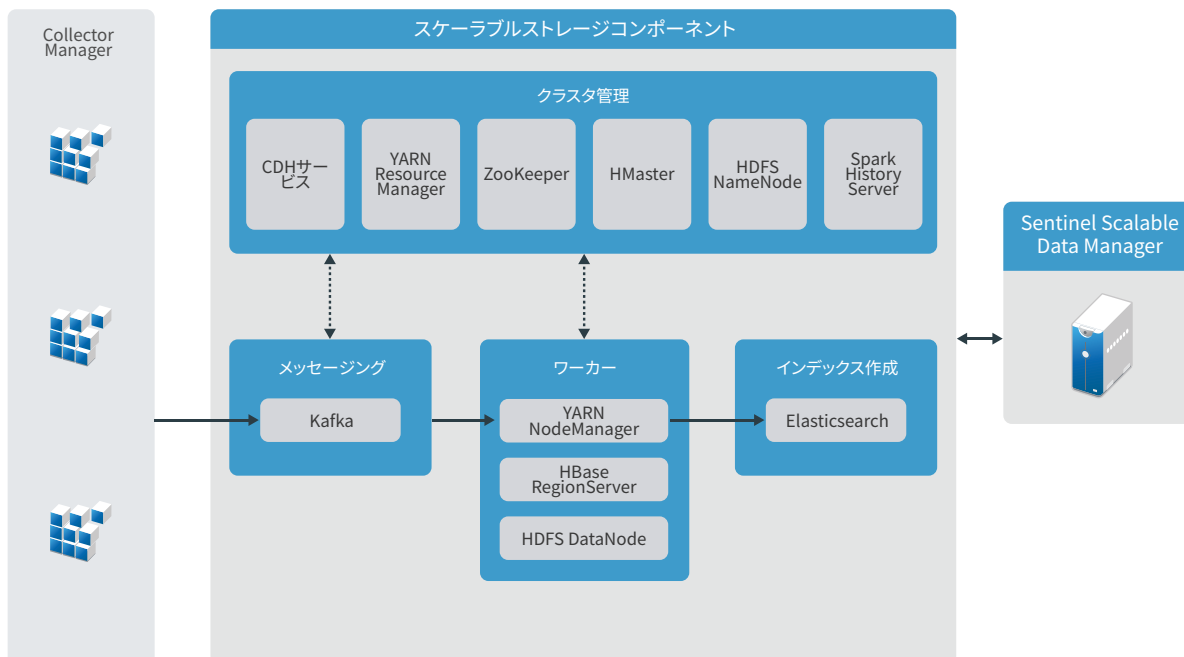 Collector
Manager
スケーラブルストレージコンポーネント
クラスタ管理
CDHサー
ビス
YARN
Resource
Manager
ZooKeeper
HMaster
HDFS
NameNode
Spark
History
Server
Sentinel Scalable
Data Manager
メッセージング
Kafka
ワーカー
YARN
NodeManager
HBase
RegionServer
HDFS DataNode
インデックス作成
Elasticsearch